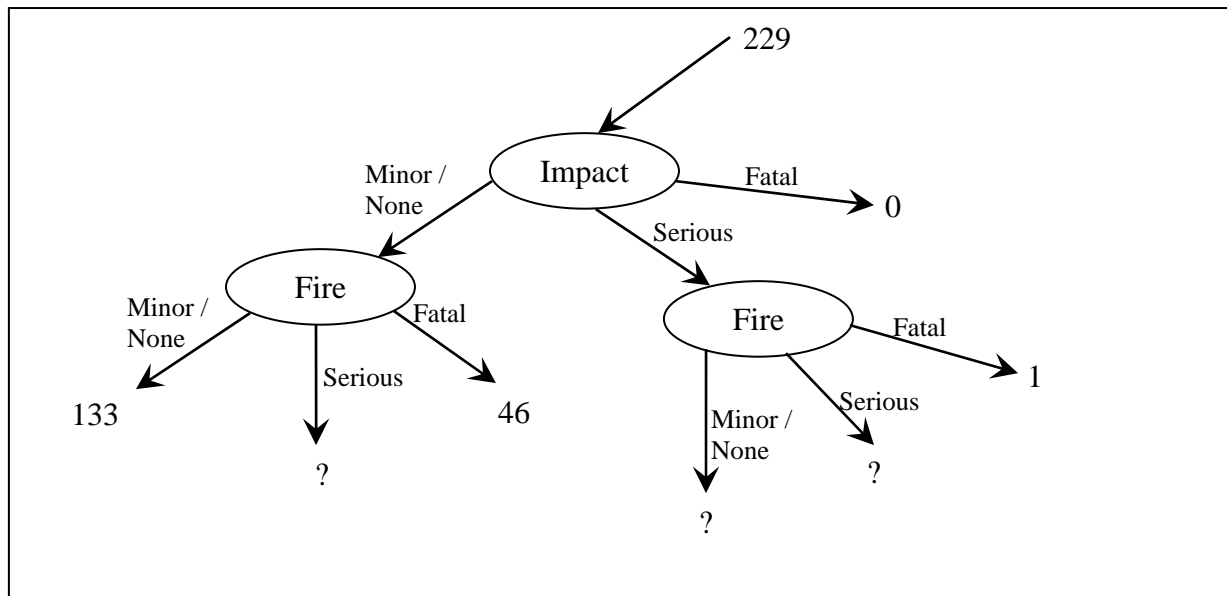 229
Impact
Minor /
None
Fatal
0
Serious
Fire
Minor /
None
Serious
Fatal
133
?
46
Fire
Fatal
1
Serious
?
Minor /
None
?